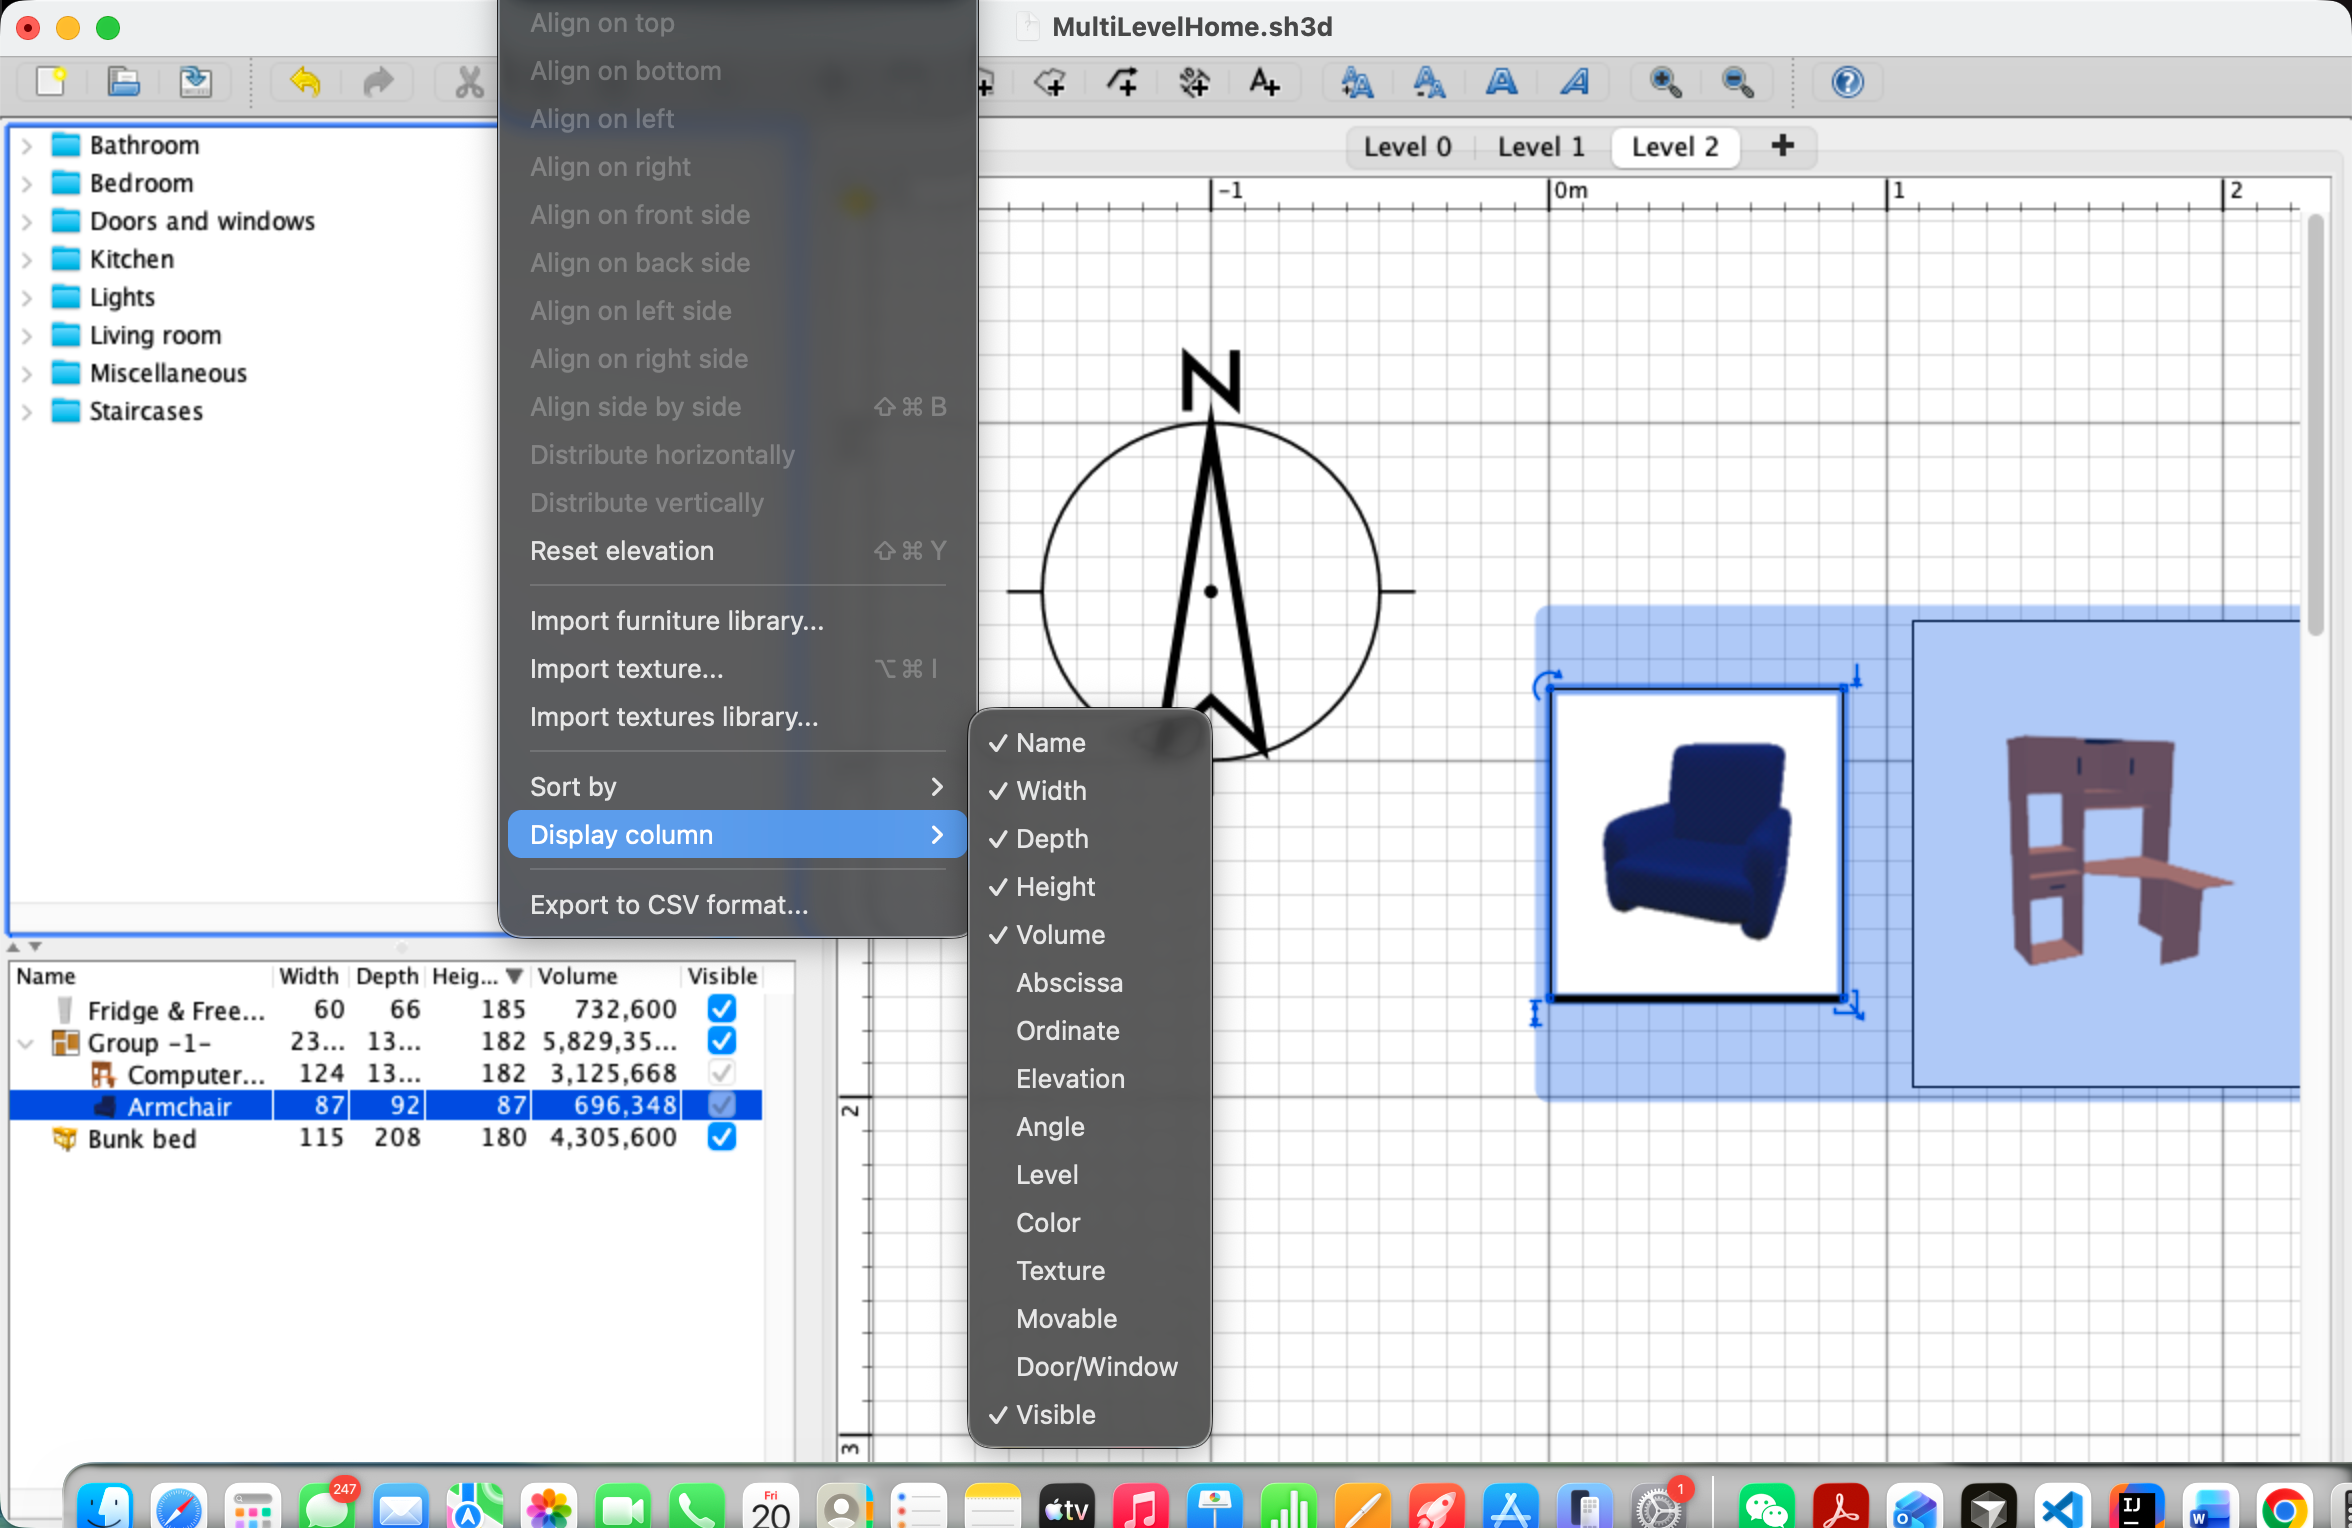 MultiLevelHome.sh3d
Align on top
Align on bottom
Align on left
Align on right
Align on front side
Align on back side
Align on left side
Align on right side
Align side by side ⇧⌘B
Distribute horizontally
Distribute vertically
Reset elevation ⇧⌘Y
Import furniture library...
Import texture... ⌥⌘I
Import textures library...
Sort by
Display column
Export to CSV format...
Bathroom
Bedroom
Doors and windows
Kitchen
Lights
Living room
Miscellaneous
Staircases
Level 0 Level 1 Level 2
-1 0m 1 2
N
2
3
Name
Width
Depth
Height
Volume
Abscissa
Ordinate
Elevation
Angle
Level
Color
Texture
Movable
Door/Window
Visible
Name Width Depth Heig... Volume Visible
Fridge & Free... 60 66 185 732,600
Group -1- 23... 13... 182 5,829,35...
Computer... 124 13... 182 3,125,668
Armchair 87 92 87 696,348
Bunk bed 115 208 180 4,305,600
247
Fri
20
tv
1
IJ
W